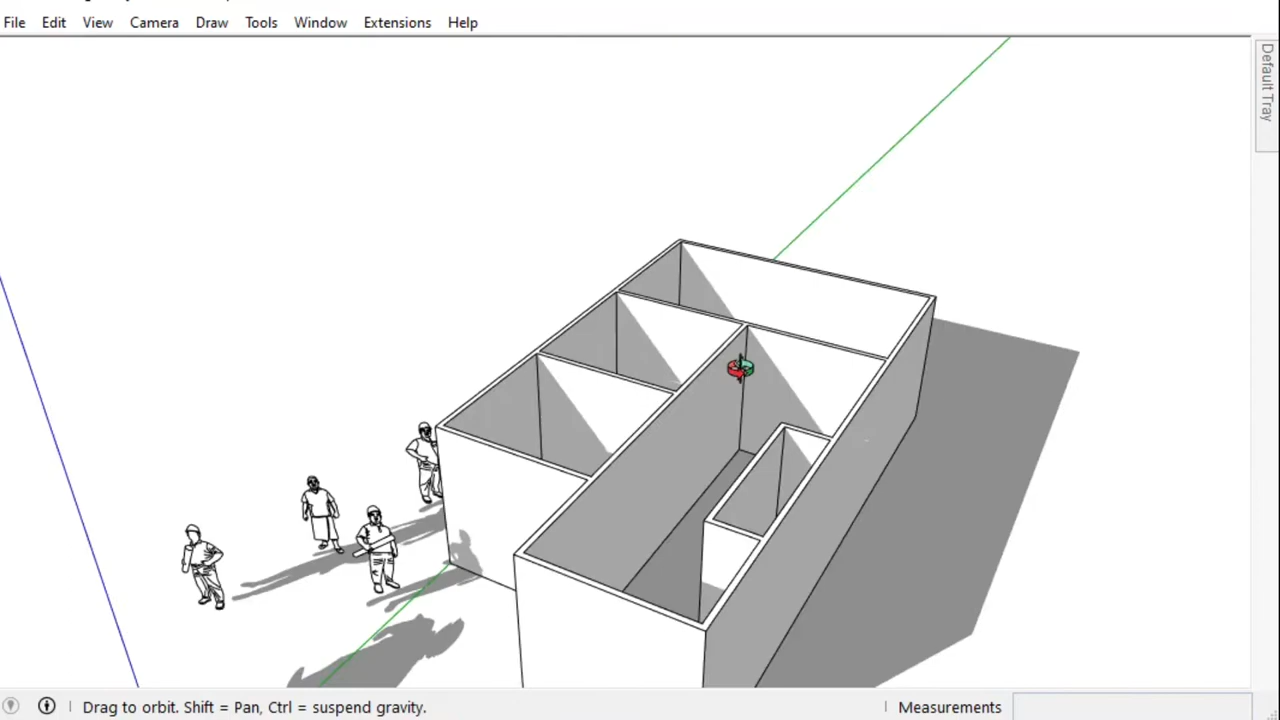 File Edit View Camera Draw Tools Window Extensions Help
Default Tray
Drag to orbit. Shift = Pan, Ctrl = suspend gravity.
Measurements